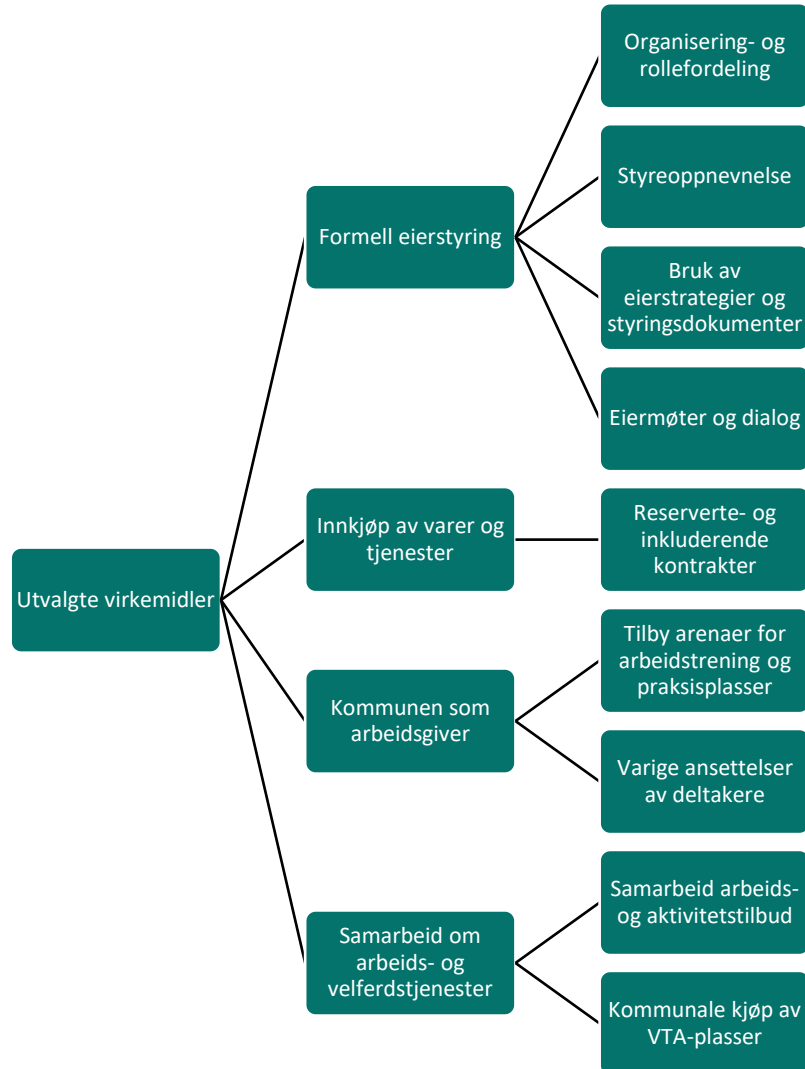 Organisering- og
rollefordeling
Styreoppnevnelse
Formell eierstyring
Bruk av
eierstrategier og
styringsdokumenter
Eiermøter og dialog
Innkjøp av varer og
tjenester
Reserverte- og
inkluderende
kontrakter
Utvalgte virkemidler
Tilby arenaer for
arbeidstrening og
praksisplasser
Kommunen som
arbeidsgiver
Varige ansettelser
av deltakere
Samarbeid arbeids-
og aktivitetstilbud
Samarbeid om
arbeids- og
velferdstjenester
Kommunale kjøp av
VTA-plasser